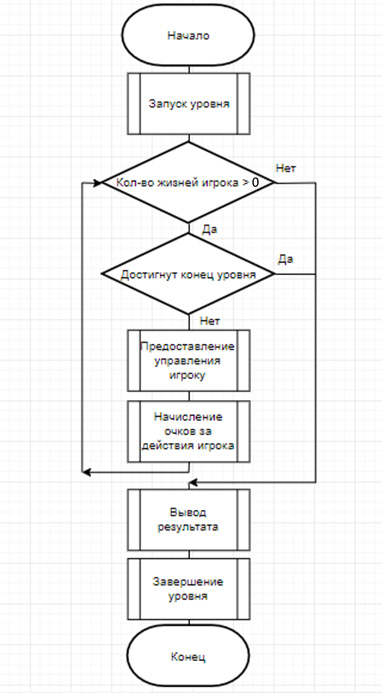 Начало
Запуск уровня
Нет
Кол-во жизней игрока > 0
Да
Да
Достигнут конец уровня
Нет
Предоставление
управления
игроку
Начисление
очков за
действия игрока
Вывод
результата
Завершение
уровня
Конец